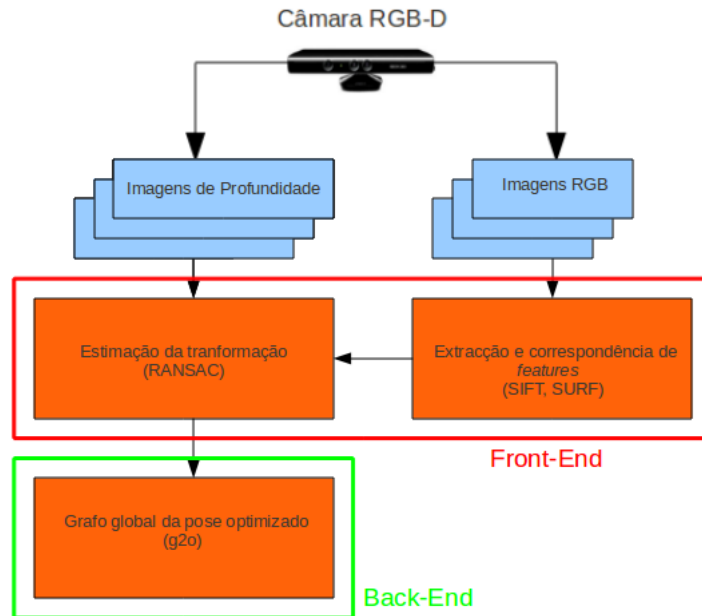 Câmara RGB-D
Imagens de Profundidade
Imagens RGB
Estimação da tranformação
(RANSAC)
Extracção e correspondência de
features
(SIFT, SURF)
Front-End
Grafo global da pose optimizado
(g2o)
Back-End